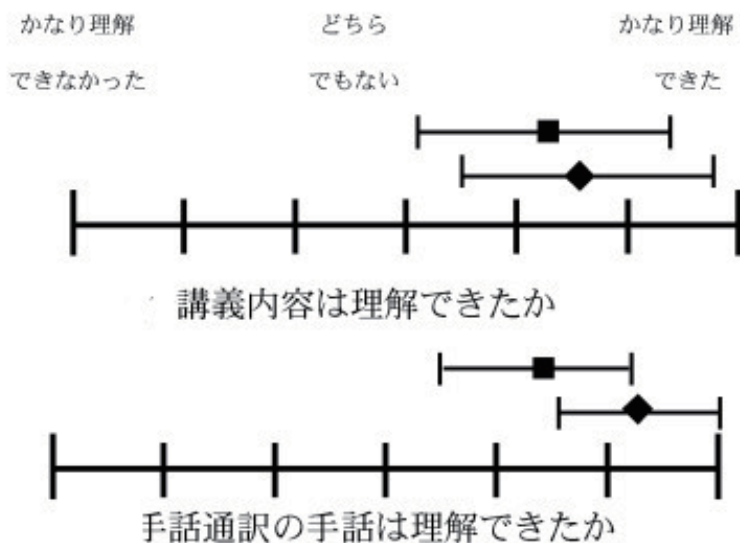 かなり理解 どちら かなり理解
できなかった でもない できた
講義内容は理解できたか
手話通訳の手話は理解できたか